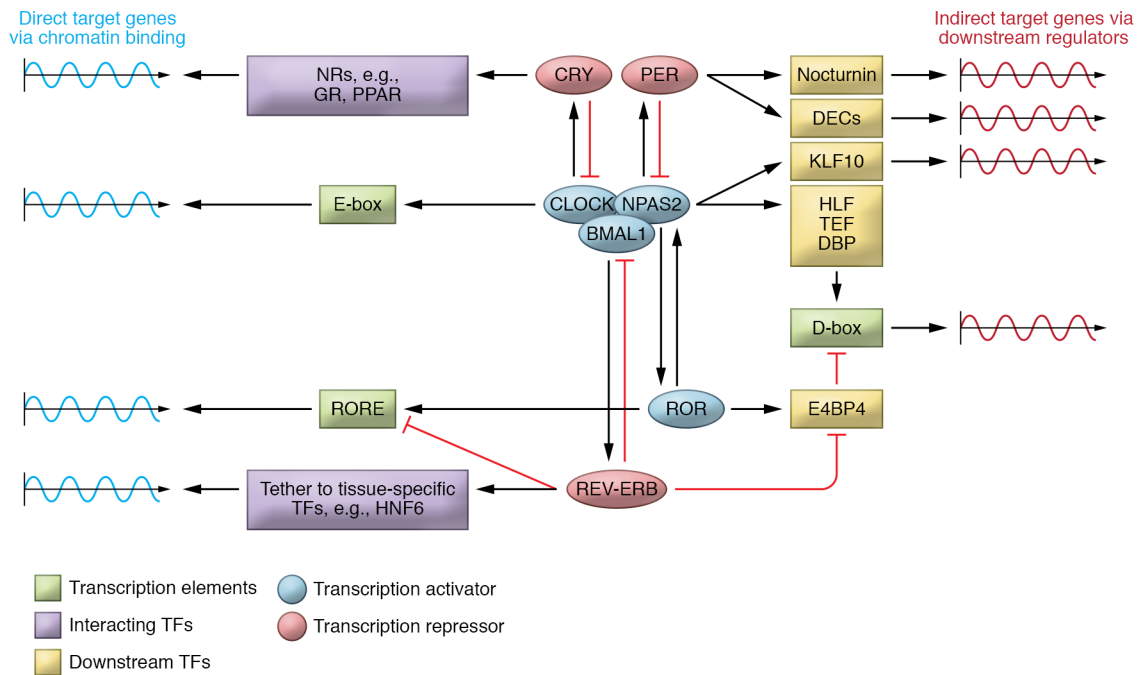 Direct target genes
via chromatin binding
Indirect target genes via
downstream regulators
NRs, e.g.,
GR, PPAR
CRY
PER
Nocturnin
DECs
KLF10
E-box
CLOCK
NPAS2
BMAL1
HLF
TEF
DBP
D-box
RORE
ROR
E4BP4
Tether to tissue-specific
TFs, e.g., HNF6
REV-ERB
Transcription elements
Transcription activator
Interacting TFs
Transcription repressor
Downstream TFs